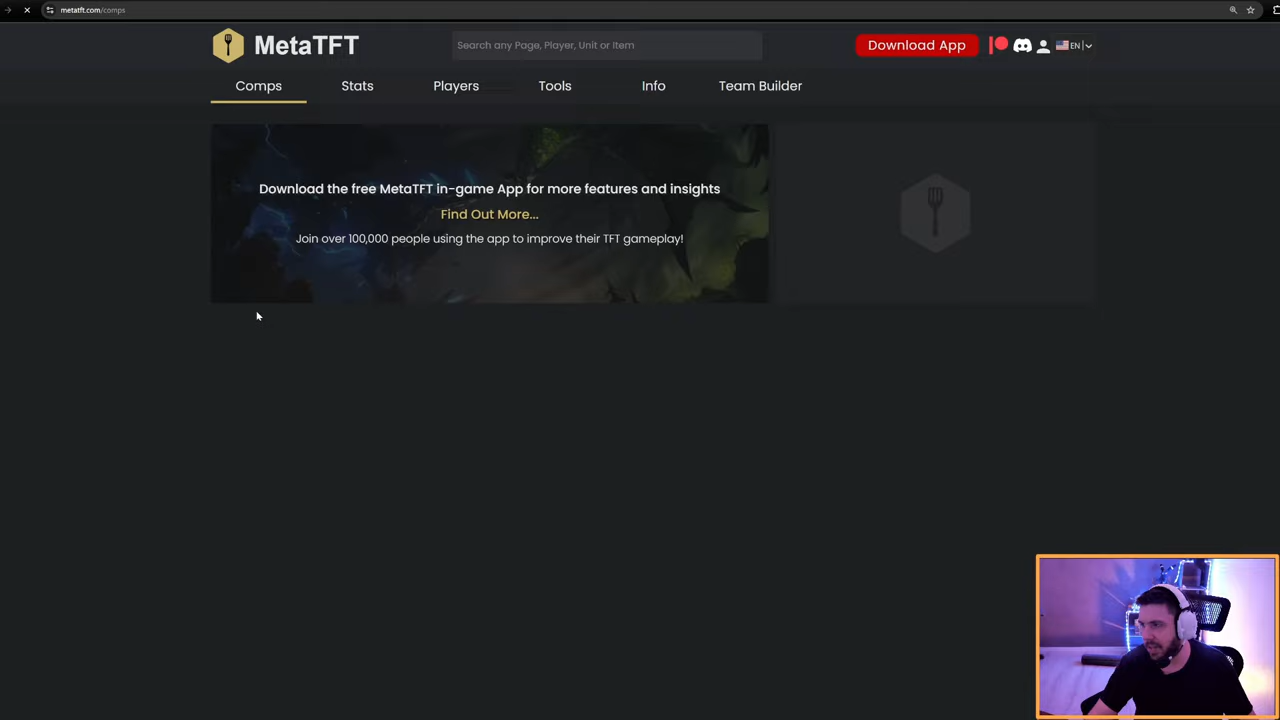 metatft.com/comps
MetaTFT
Search any Page, Player, Unit or Item
Download App
EN
Comps
Stats
Players
Tools
Info
Team Builder
Download the free MetaTFT in-game App for more features and insights
Find Out More...
Join over 100,000 people using the app to improve their TFT gameplay!